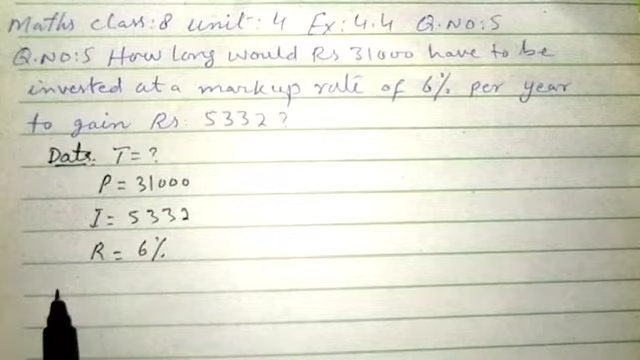 Maths class:8 unit:4 Ex:4.4 Q.NO:5
Q.NO:5 How long would Rs 31000 have to be
invested at a markup rate of 6% per year
to gain Rs. 5332?
Data. T=?
P=31000
I=5332
R=6%